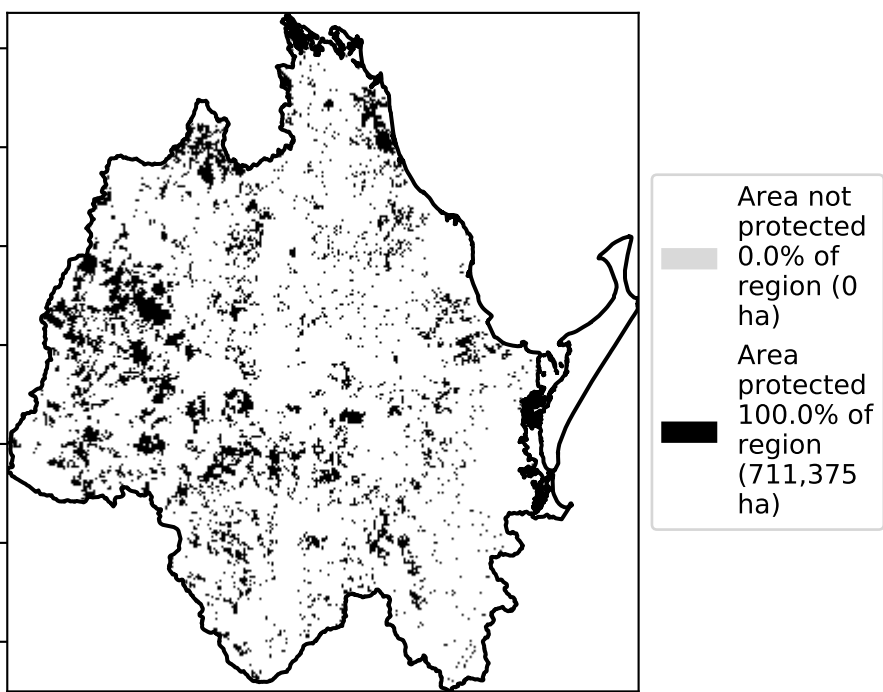 Area not
protected
0.0% of
region (0
ha)
Area
protected
100.0% of
region
(711,375
ha)